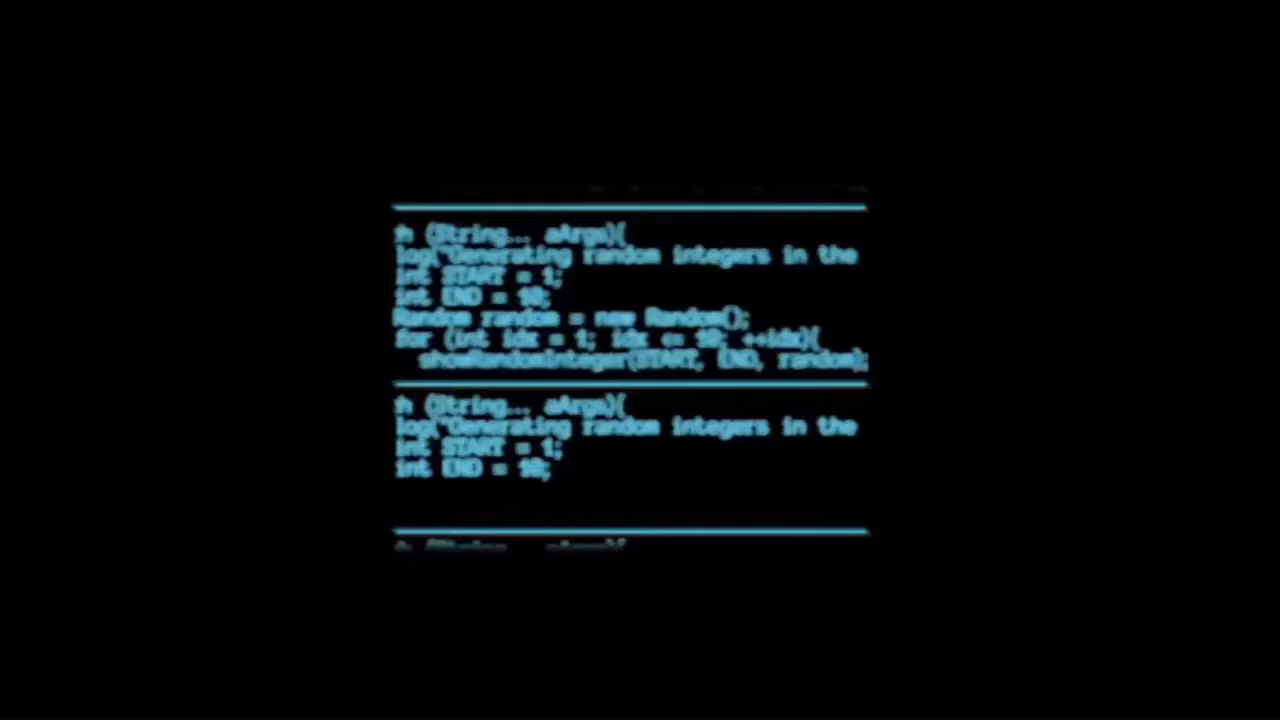 n (String... aArgs){
log("Generating random integers in the
int START = 1;
int END = 10;
Random random = new Random();
for (int idx = 1; idx <= 10; ++idx){
showRandomInteger(START, END, random);
n (String... aArgs){
log("Generating random integers in the
int START = 1;
int END = 10;
(String... aArgs){